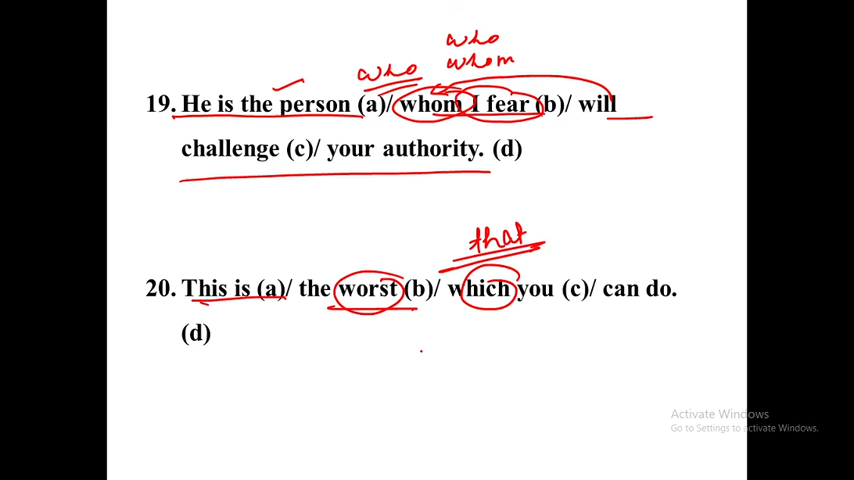 who
whom
who
19. He is the person (a)/ whom I fear (b)/ will
challenge (c)/ your authority. (d)
that
20. This is (a)/ the worst (b)/ which you (c)/ can do.
(d)
Activate Windows
Go to Settings to activate Windows.